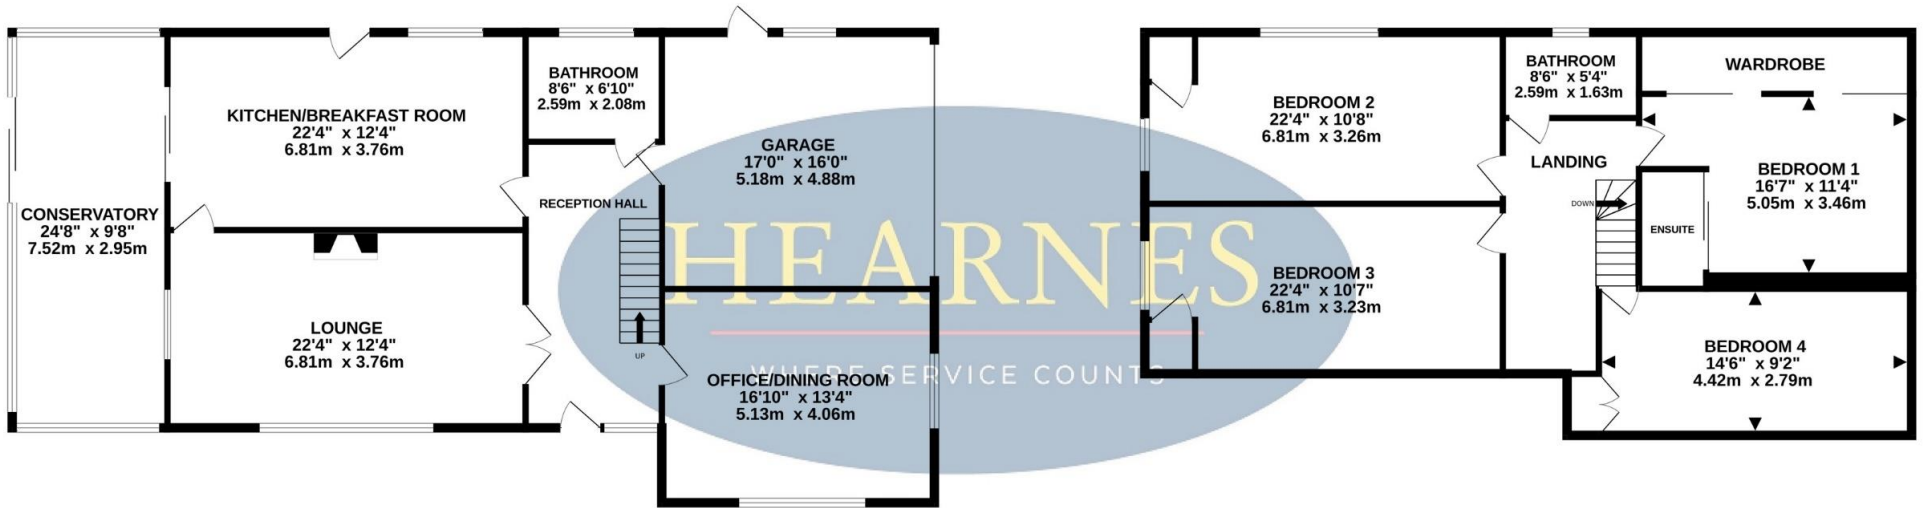 CONSERVATORY
24'8" x 9'8"
7.52m x 2.95m
KITCHEN/BREAKFAST ROOM
22'4" x 12'4"
6.81m x 3.76m
LOUNGE
22'4" x 12'4"
6.81m x 3.76m
BATHROOM
8'6" x 6'10"
2.59m x 2.08m
RECEPTION HALL
UP
GARAGE
17'0" x 16'0"
5.18m x 4.88m
OFFICE/DINING ROOM
16'10" x 13'4"
5.13m x 4.06m
HEARNES
WHERE SERVICE COUNTS
BEDROOM 2
22'4" x 10'8"
6.81m x 3.26m
BEDROOM 3
22'4" x 10'7"
6.81m x 3.23m
BATHROOM
8'6" x 5'4"
2.59m x 1.63m
LANDING
DOWN
WARDROBE
BEDROOM 1
16'7" x 11'4"
5.05m x 3.46m
ENSUITE
BEDROOM 4
14'6" x 9'2"
4.42m x 2.79m